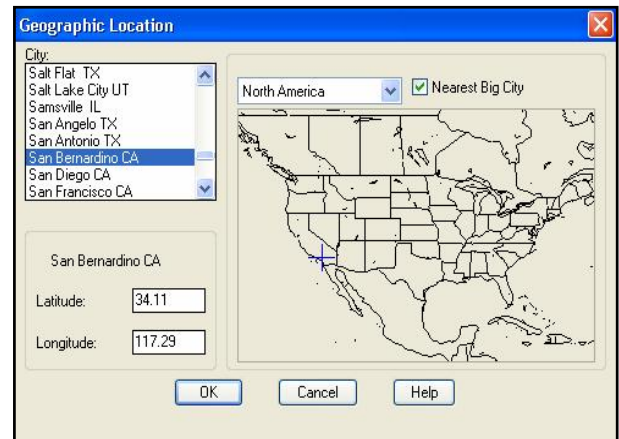 Geographic Location
City:
Salt Flat TX
Salt Lake City UT
Samsville IL
San Angelo TX
San Antonio TX
San Bernardino CA
San Diego CA
San Francisco CA
North America
Nearest Big City
San Bernardino CA
Latitude: 34.11
Longitude: 117.29
OK Cancel Help